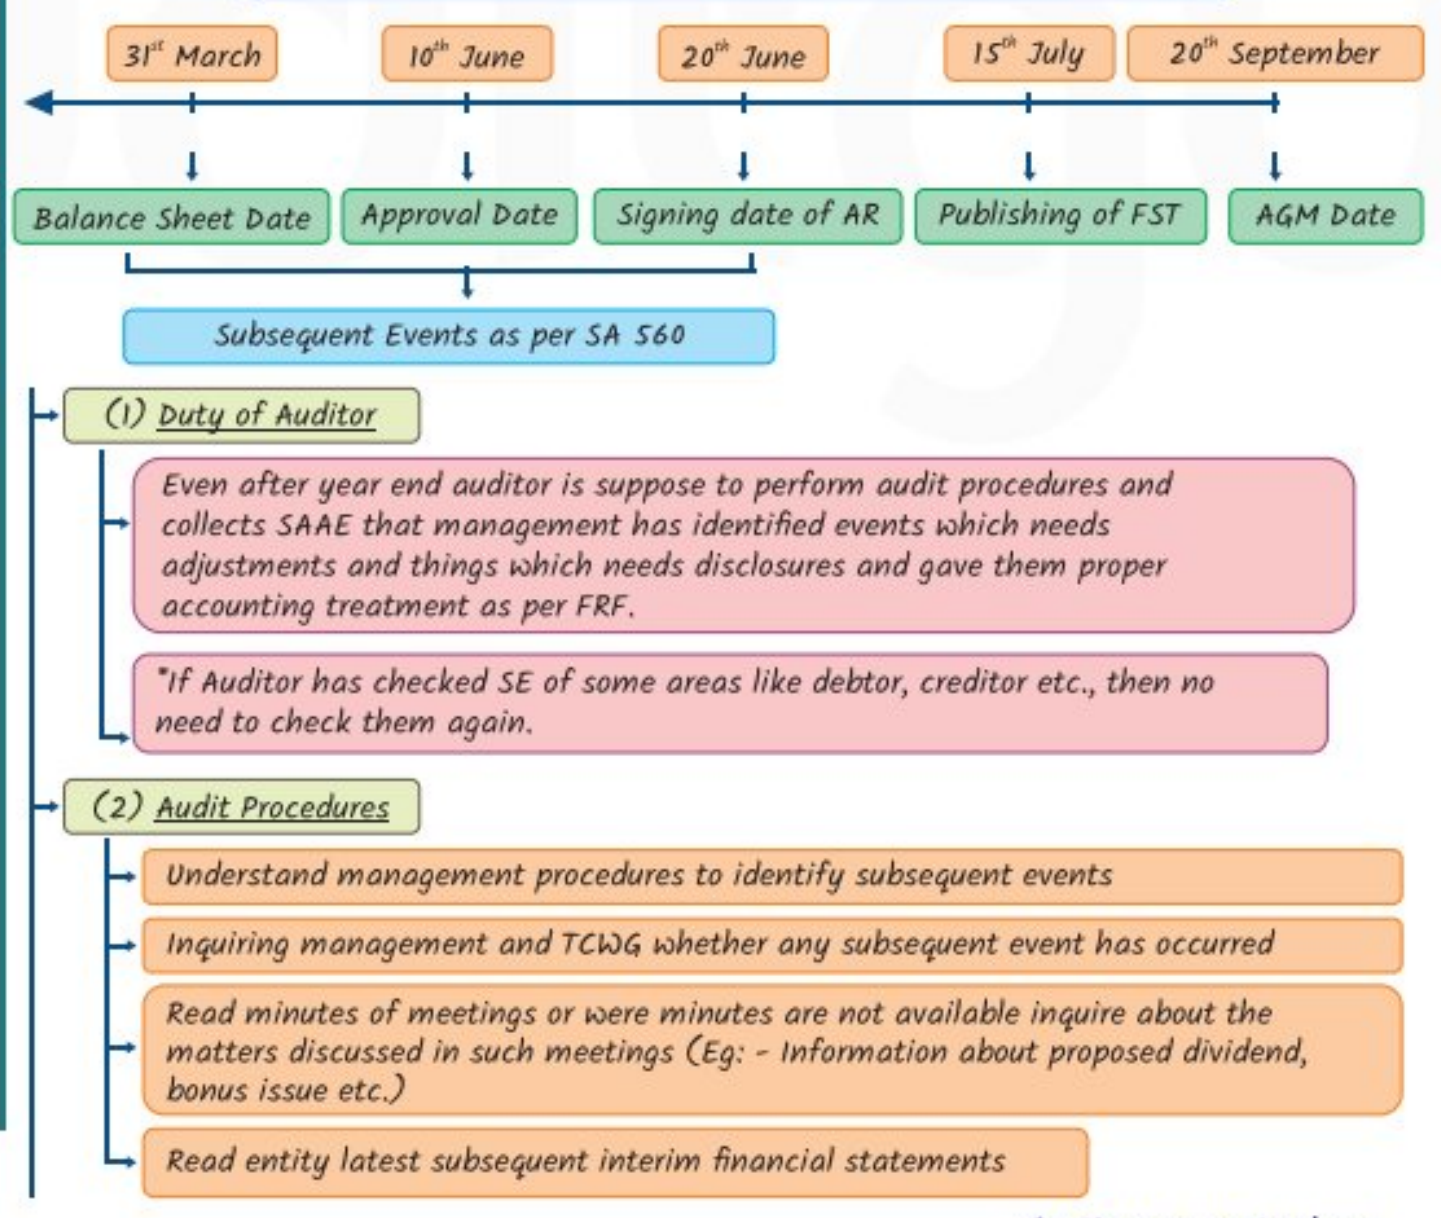 31st March
10th June
20th June
15th July
20th September
Balance Sheet Date
Approval Date
Signing date of AR
Publishing of FST
AGM Date
Subsequent Events as per SA 560
(1) Duty of Auditor
Even after year end auditor is suppose to perform audit procedures and
collects SAAE that management has identified events which needs
adjustments and things which needs disclosures and gave them proper
accounting treatment as per FRF.
"If Auditor has checked SE of some areas like debtor, creditor etc., then no
need to check them again.
(2) Audit Procedures
Understand management procedures to identify subsequent events
Inquiring management and TCWG whether any subsequent event has occurred
Read minutes of meetings or were minutes are not available inquire about the
matters discussed in such meetings (Eg: - Information about proposed dividend,
bonus issue etc.)
Read entity latest subsequent interim financial statements